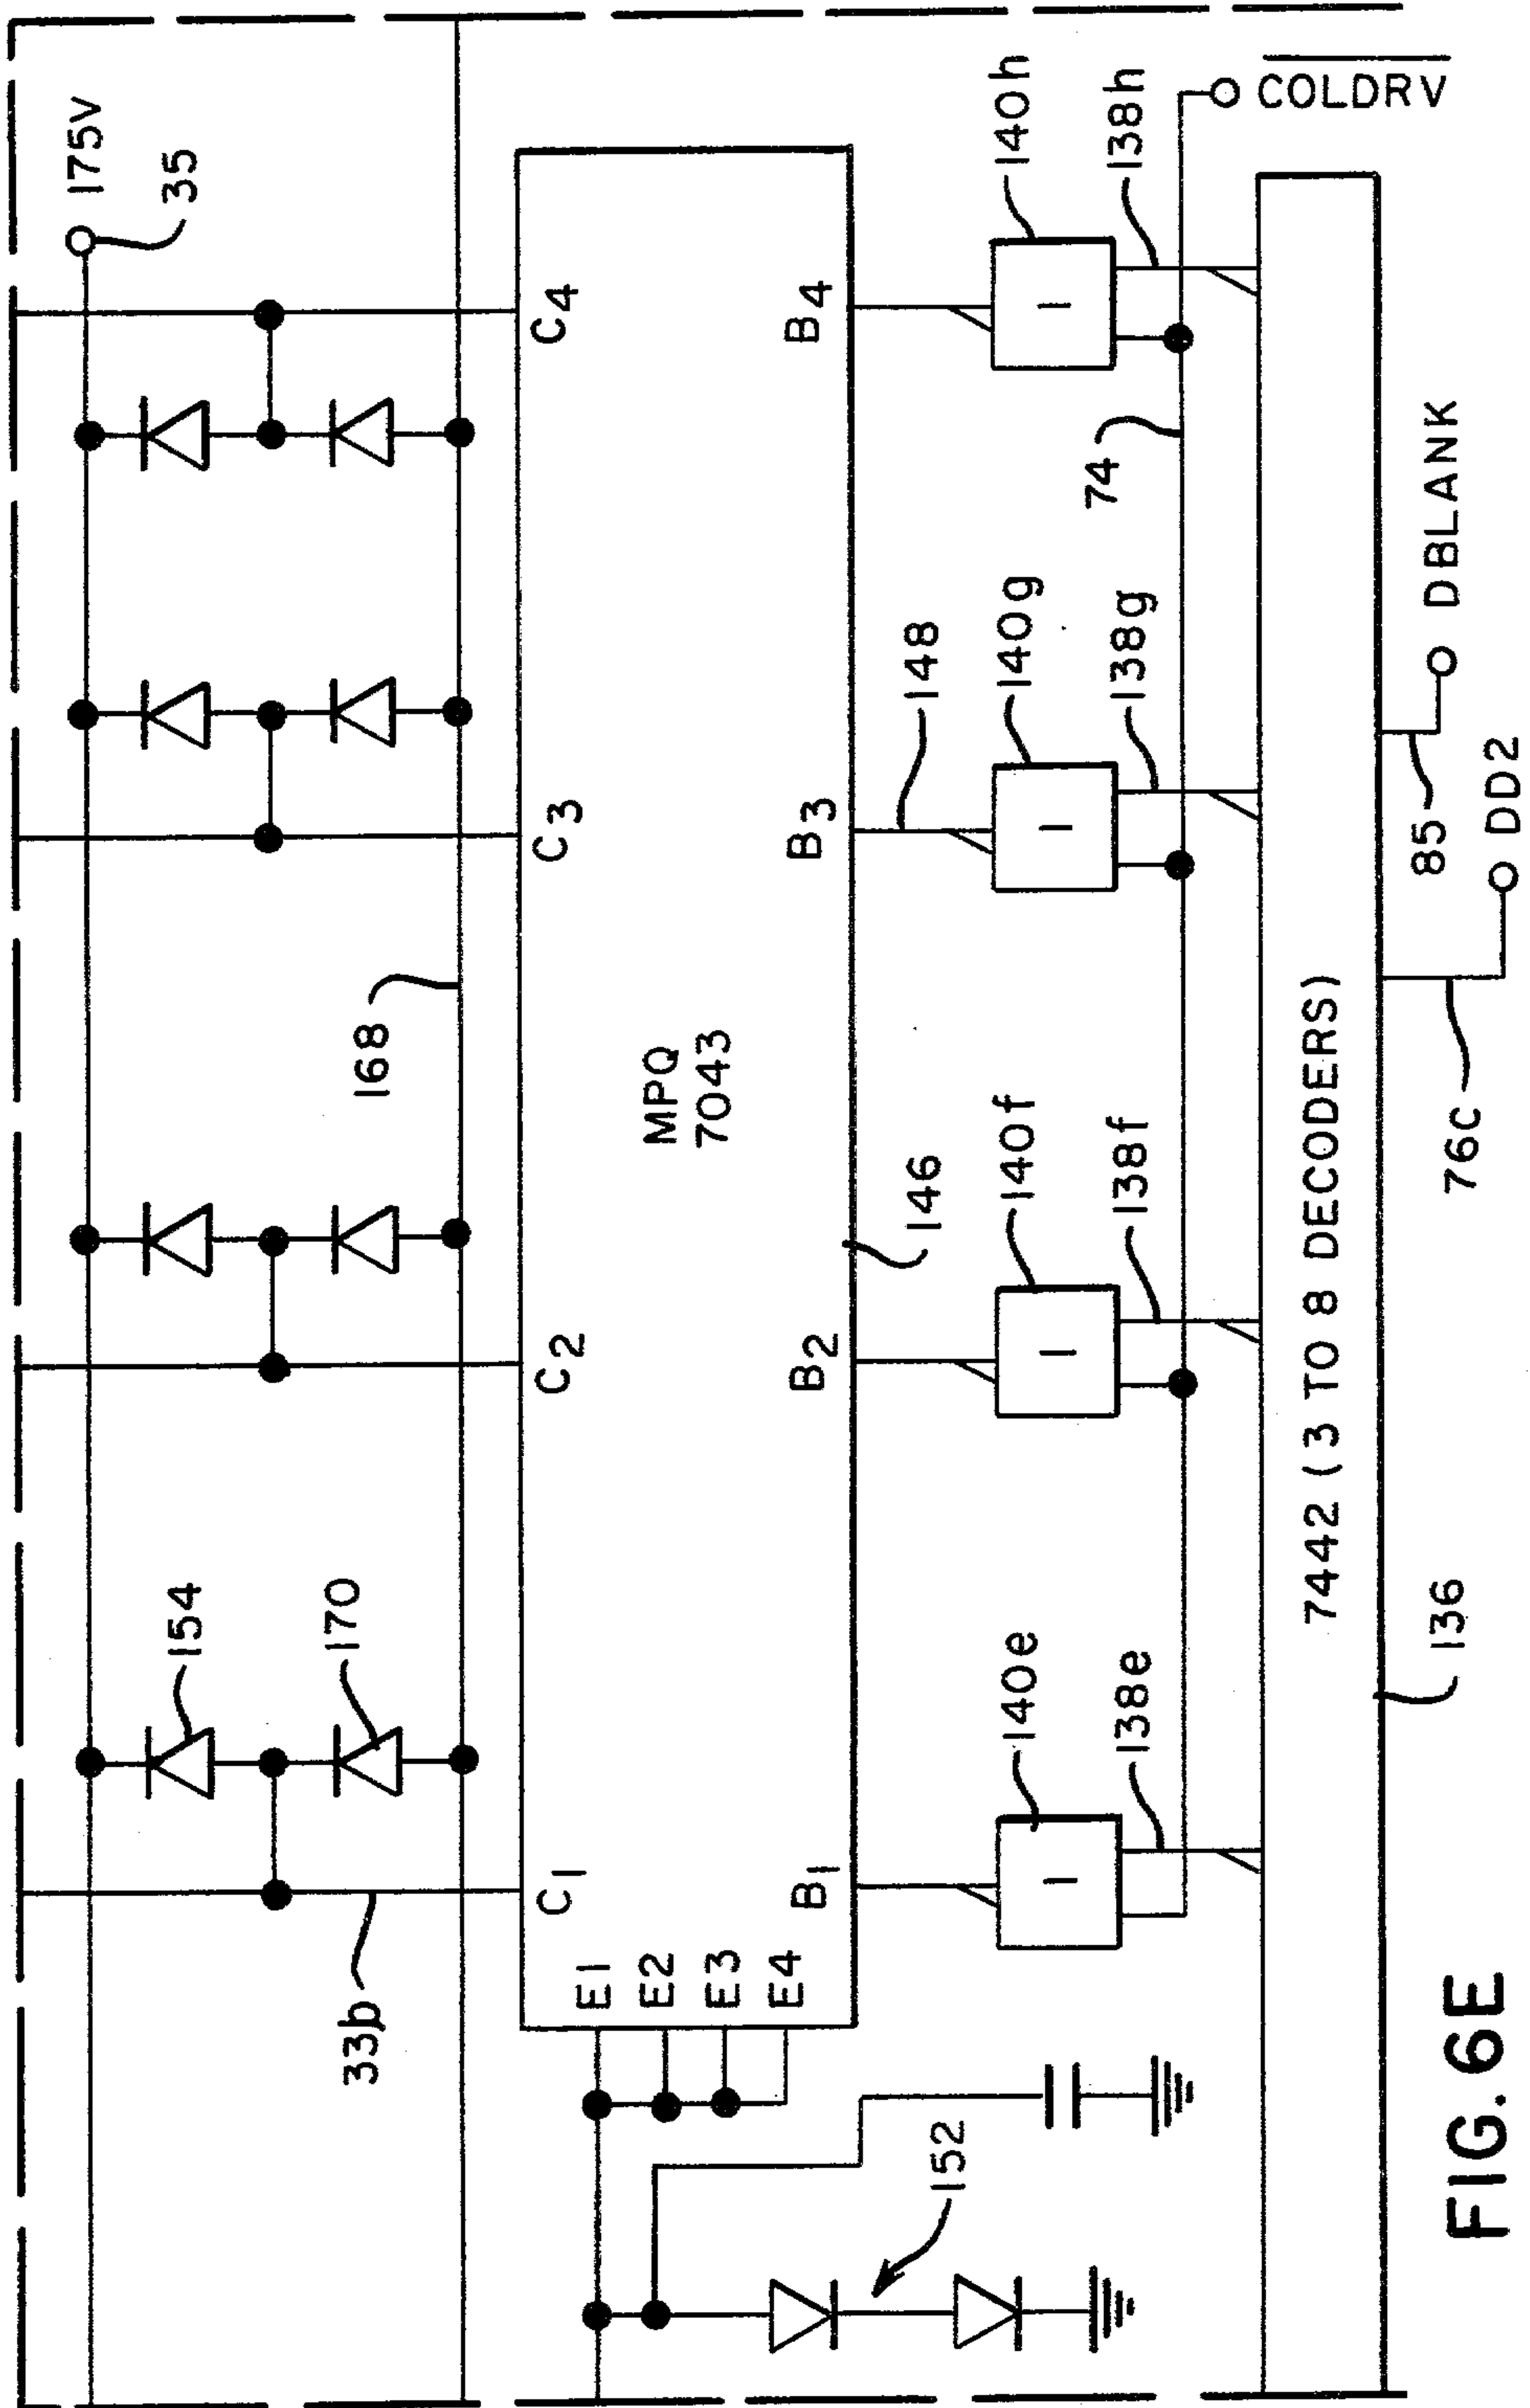 175V
35
154
170
168
33b
C1
C2
C3
C4
E1
E2
E3
E4
MPQ
7043
B1
B2
B3
B4
146
148
152
140e
140f
140g
140h
138e
138f
138g
138h
74
COLDRV
7442 (3 TO 8 DECODERS)
136
76c
DD2
85
DBLANK
FIG. 6E